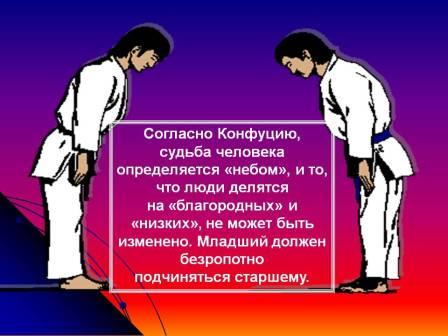 Согласно Конфуцию,
судьба человека
определяется «небом», и то,
что люди делятся
на «благородных» и
«низких», не может быть
изменено. Младший должен
безропотно
подчиняться старшему.